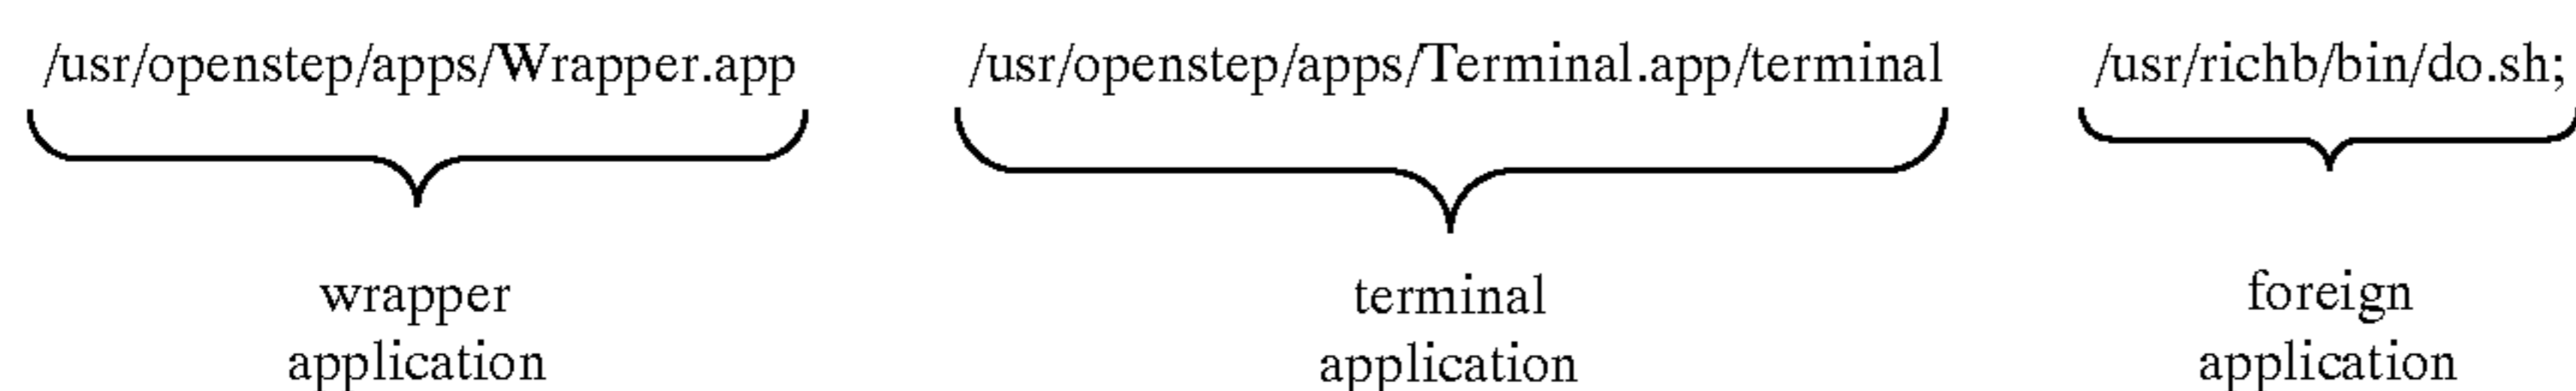 /usr/openstep/apps/Wrapper.app /usr/openstep/apps/Terminal.app/terminal /usr/richb/bin/do.sh;
wrapper terminal foreign
application application application